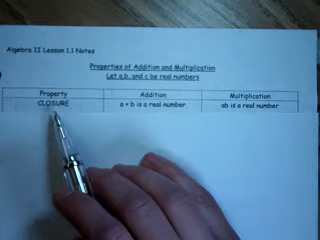 Algebra II Lesson 1.1 Notes
Properties of Addition and Multiplication
Let a,b, and c be real numbers
Property Addition Multiplication
CLOSURE a + b is a real number ab is a real number